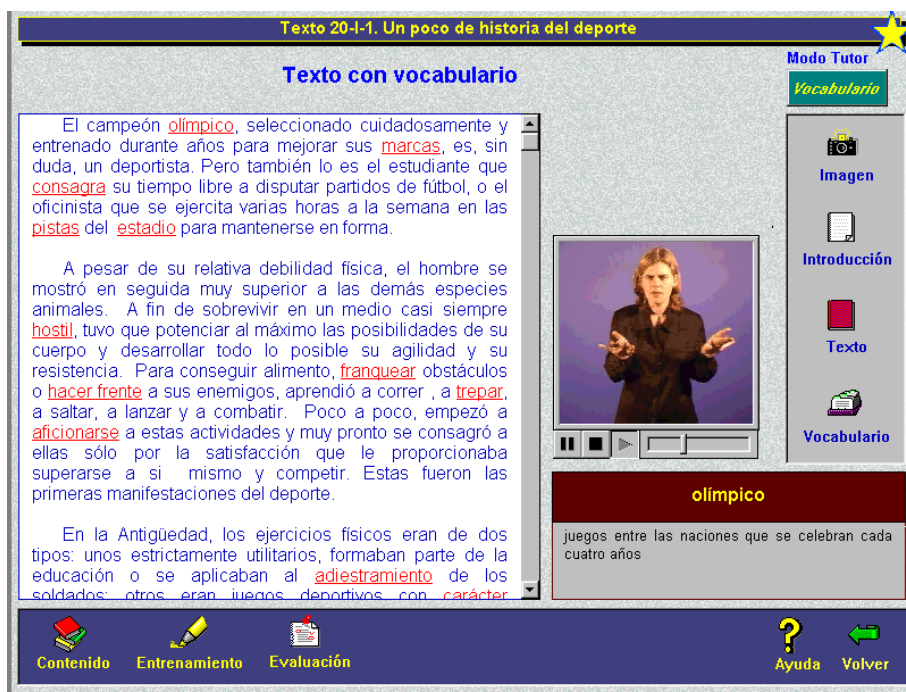 Texto 20-I-1. Un poco de historia del deporte
Texto con vocabulario
Modo Tutor
Vocabulario
El campeón olímpico, seleccionado cuidadosamente y
entrenado durante años para mejorar sus marcas, es, sin
duda, un deportista. Pero también lo es el estudiante que
consagra su tiempo libre a disputar partidos de fútbol, o el
oficinista que se ejercita varias horas a la semana en las
pistas del estadio para mantenerse en forma.
A pesar de su relativa debilidad física, el hombre se
mostró en seguida muy superior a las demás especies
animales. A fin de sobrevivir en un medio casi siempre
hostil, tuvo que potenciar al máximo las posibilidades de su
cuerpo y desarrollar todo lo posible su agilidad y su
resistencia. Para conseguir alimento, franquear obstáculos
o hacer frente a sus enemigos, aprendió a correr , a trepar,
a saltar, a lanzar y a combatir. Poco a poco, empezó a
aficionarse a estas actividades y muy pronto se consagró a
ellas sólo por la satisfacción que le proporcionaba
superarse a si mismo y competir. Estas fueron las
primeras manifestaciones del deporte.
En la Antigüedad, los ejercicios físicos eran de dos
tipos: unos estrictamente utilitarios, formaban parte de la
educación o se aplicaban al adiestramiento de los
soldados; otros eran juegos deportivos con carácter
Imagen
Introducción
Texto
Vocabulario
olímpico
juegos entre las naciones que se celebran cada
cuatro años
Contenido
Entrenamiento
Evaluación
Ayuda
Volver